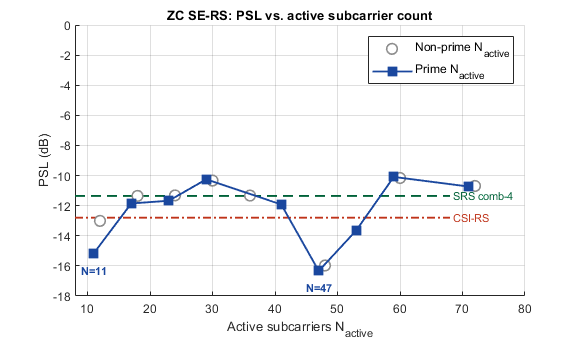 ZC SE-RS: PSL vs. active subcarrier count
Non-prime N_active
Prime N_active
PSL (dB)
0
-2
-4
-6
-8
-10
-12
-14
-16
-18
SRS comb-4
CSI-RS
N=11
N=47
10 20 30 40 50 60 70 80
Active subcarriers N_active